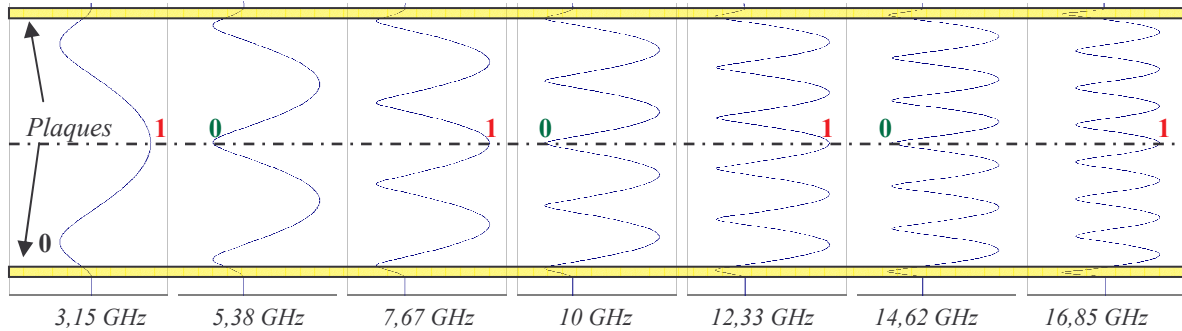 Plaques
0
1
0
1
0
1
0
1
3,15 GHz
5,38 GHz
7,67 GHz
10 GHz
12,33 GHz
14,62 GHz
16,85 GHz